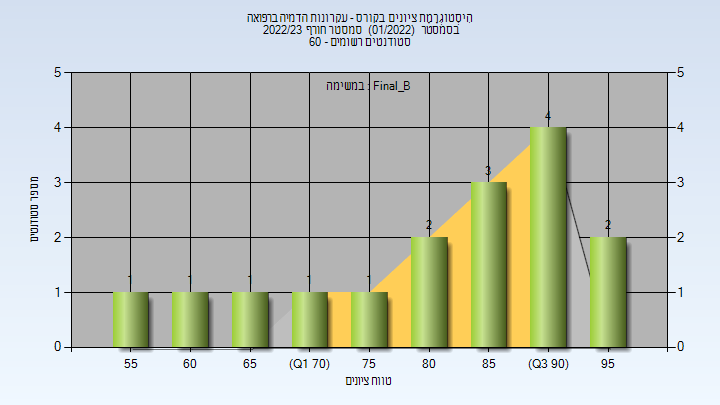 היסטוגרמת ציונים בקורס - עקרונות הדמיה ברפואה
בסמסטר (01/2022) סמסטר חורף 2022/23
סטודנטים רשומים - 60
במשימה : Final_B
מספר סטודנטים
5 5
4 4
3 3
2 2
1 1
0 0
1 1 1 1 1 2 3 4 2
55 60 65 (Q1 70) 75 80 85 (Q3 90) 95
טווח ציונים